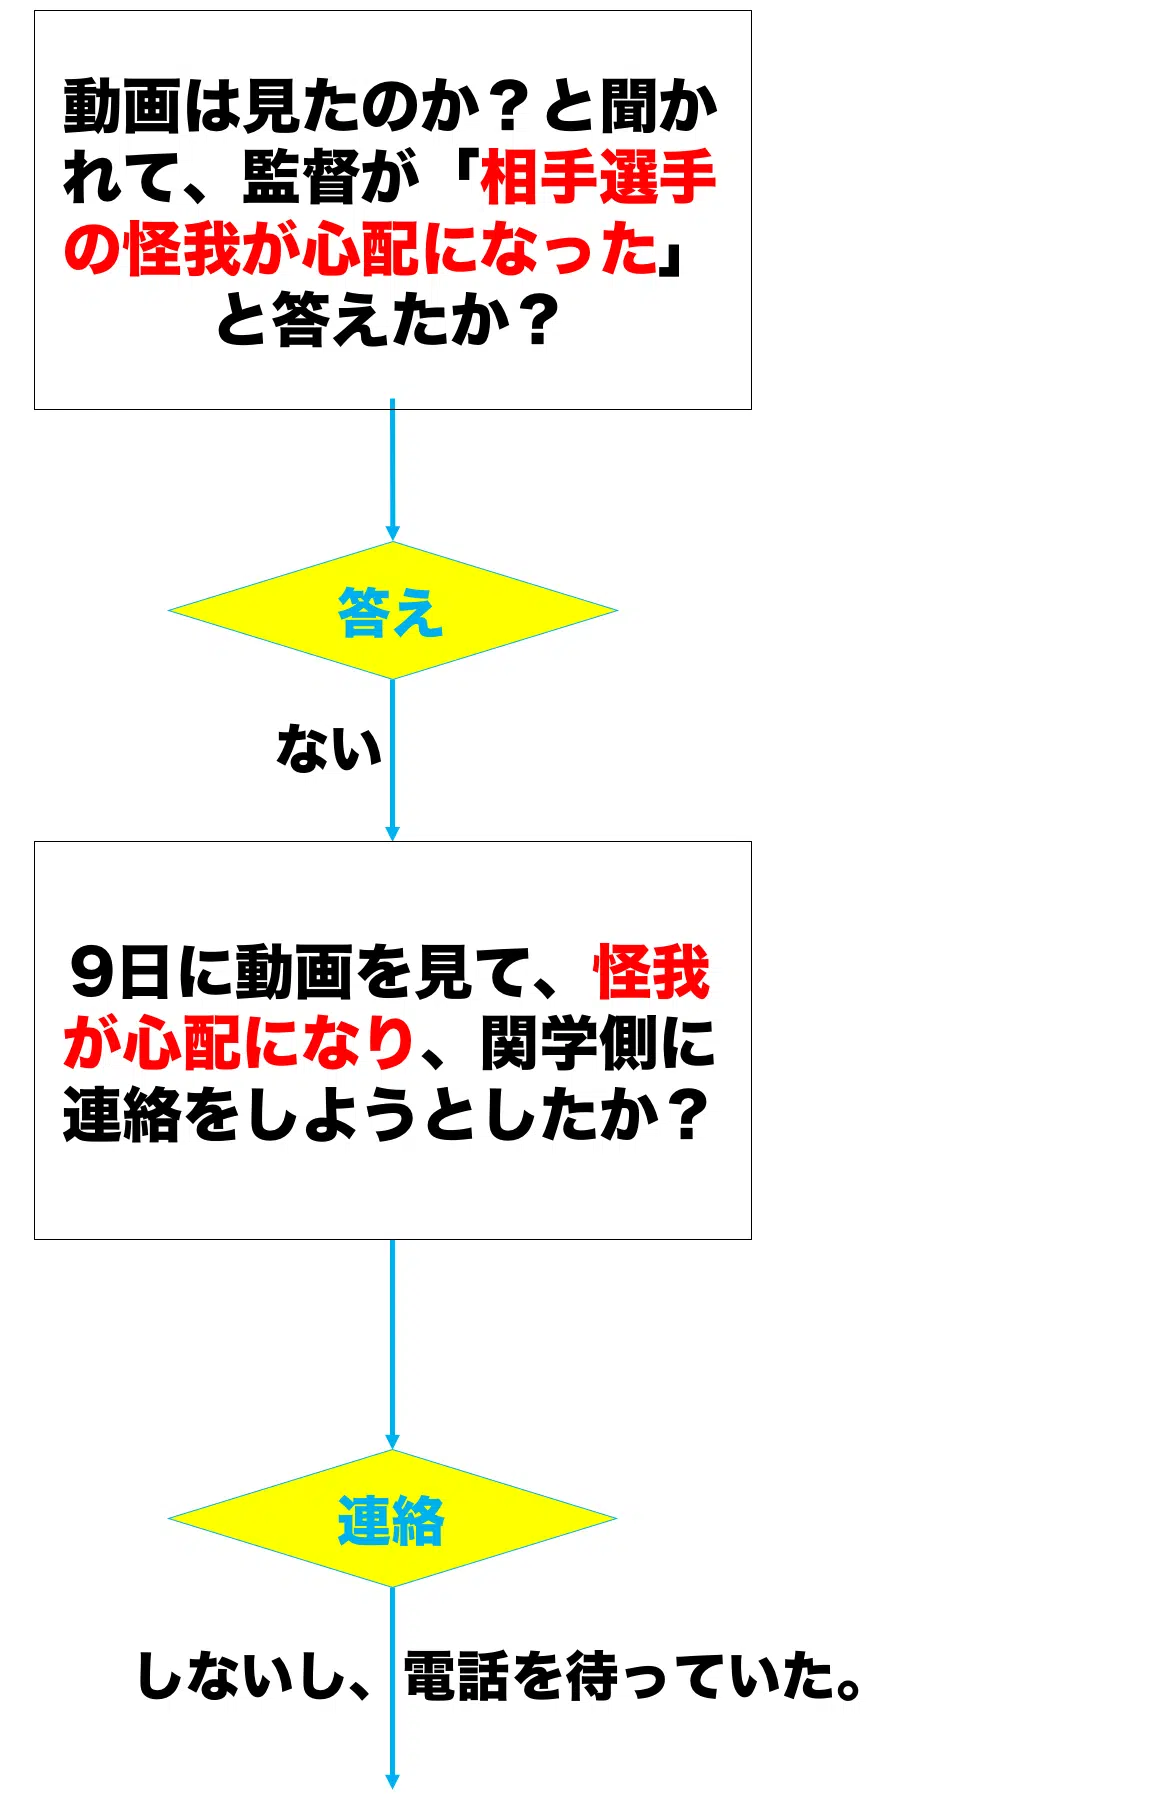 動画は見たのか？と聞か
れて、監督が「相手選手
の怪我が心配になった」
と答えたか？
答え
ない
9日に動画を見て、怪我
が心配になり、関学側に
連絡をしようとしたか？
連絡
しないし、電話を待っていた。